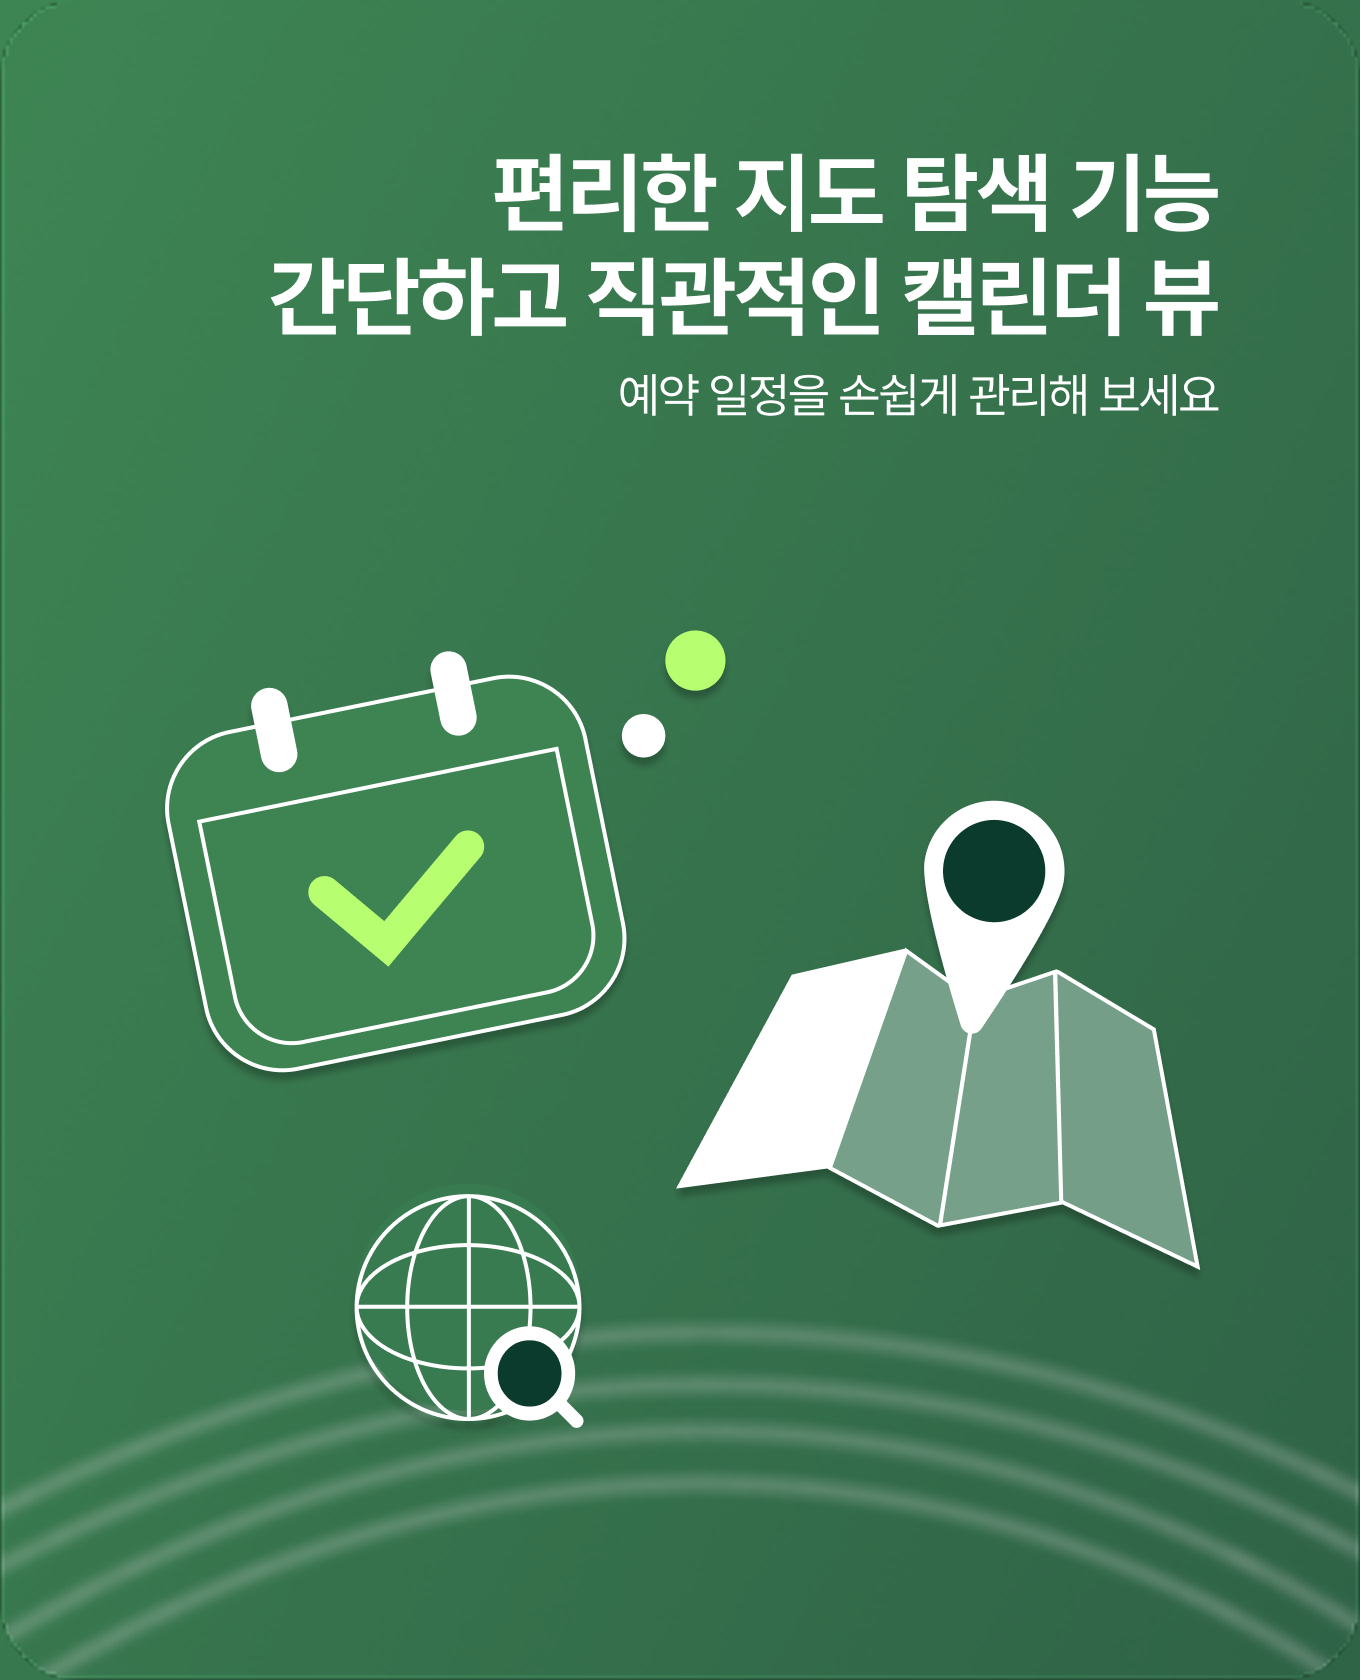 편리한 지도 탐색 기능
간단하고 직관적인 캘린더 뷰
예약 일정을 손쉽게 관리해 보세요